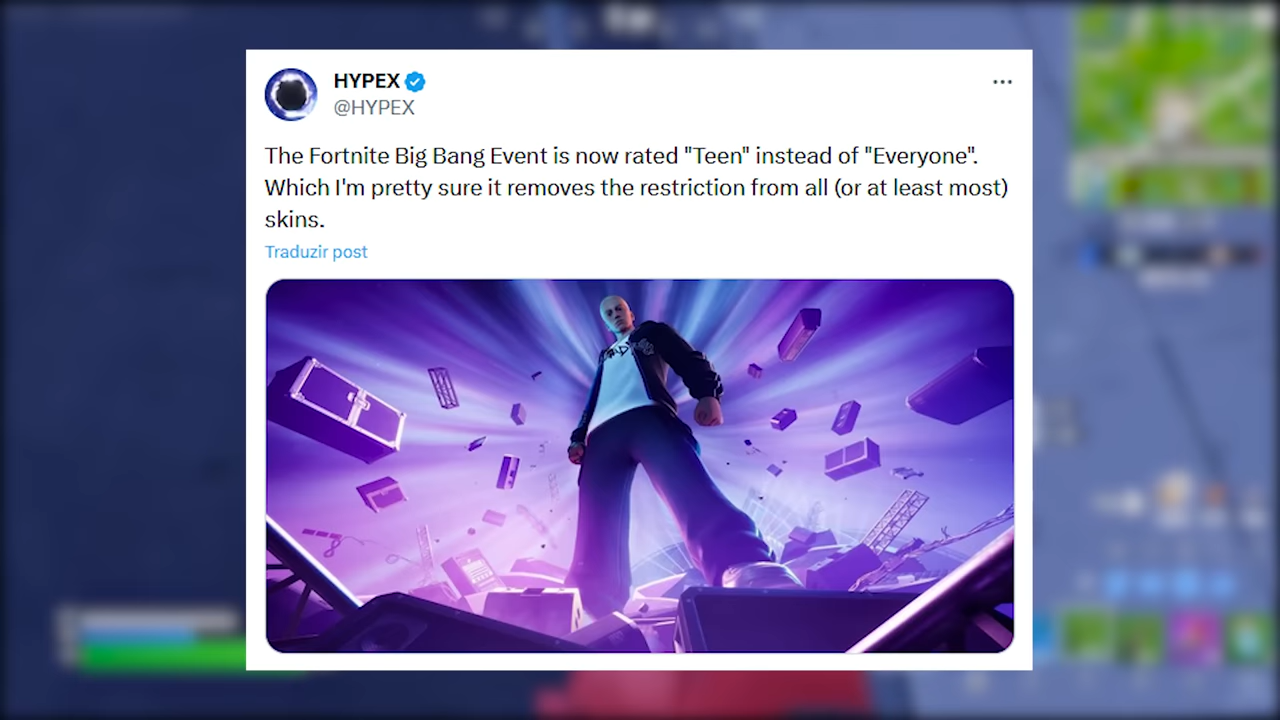 HYPEX
@HYPEX
The Fortnite Big Bang Event is now rated "Teen" instead of "Everyone".
Which I'm pretty sure it removes the restriction from all (or at least most)
skins.
Traduzir post